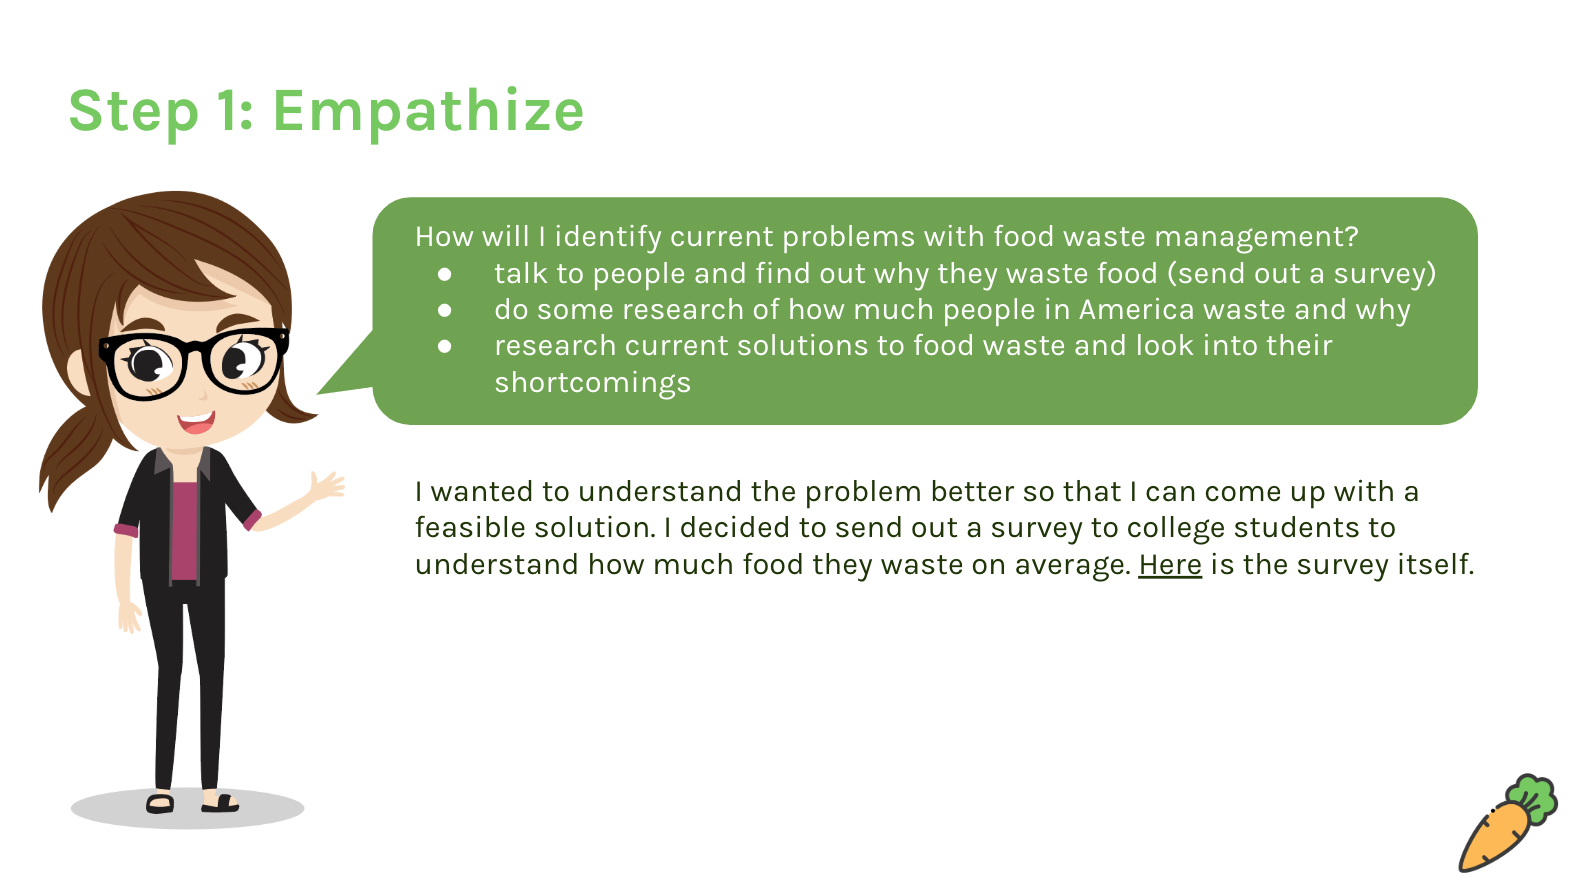 Step 1: Empathize
How will I identify current problems with food waste management?
● talk to people and find out why they waste food (send out a survey)
● do some research of how much people in America waste and why
● research current solutions to food waste and look into their
shortcomings
I wanted to understand the problem better so that I can come up with a
feasible solution. I decided to send out a survey to college students to
understand how much food they waste on average. Here is the survey itself.